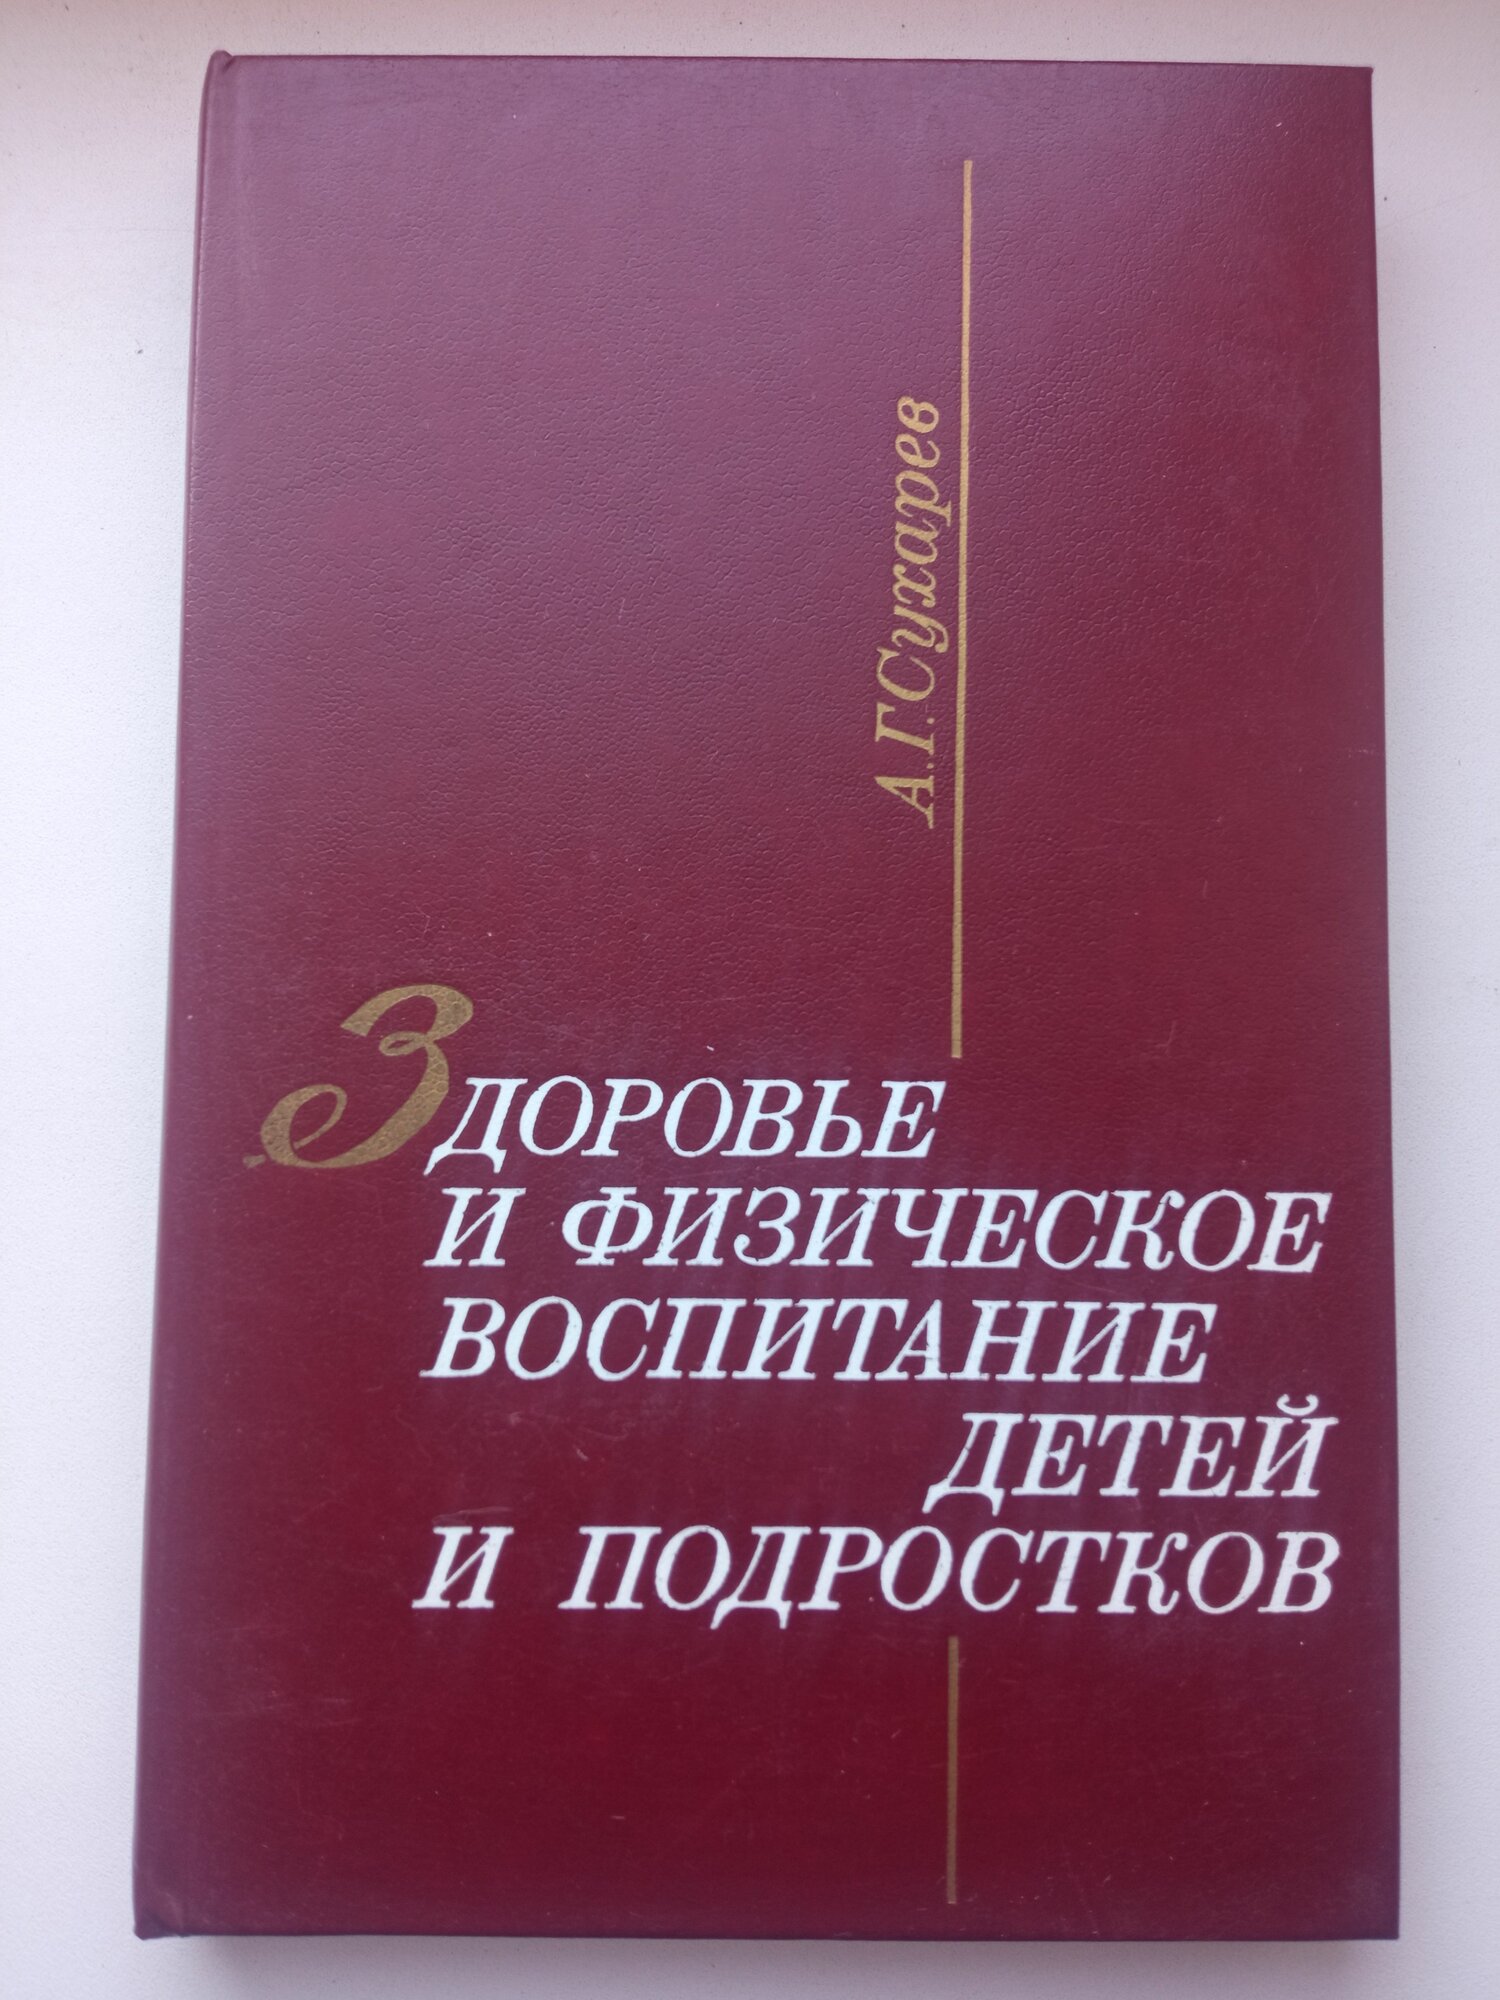 А.Г.Сухарев
ЗДОРОВЬЕ
И ФИЗИЧЕСКОЕ
ВОСПИТАНИЕ
ДЕТЕЙ
И ПОДРОСТКОВ